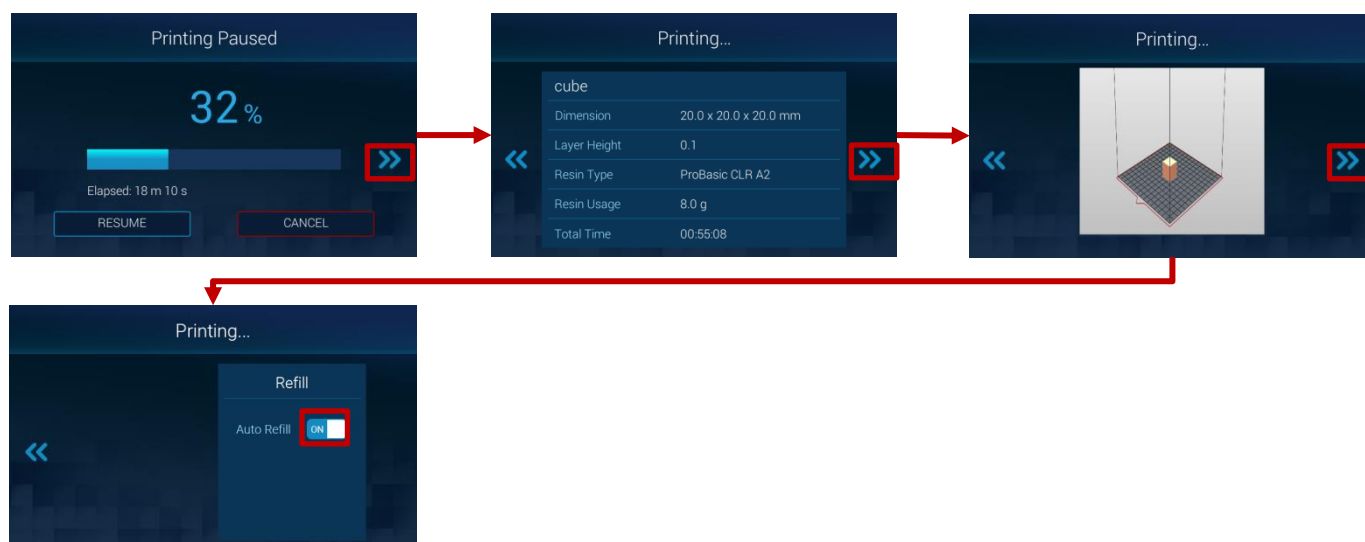 Printing Paused
32 %
Elapsed: 18 m 10 s
RESUME CANCEL
Printing...
cube
Dimension 20.0 x 20.0 x 20.0 mm
Layer Height 0.1
Resin Type ProBasic CLR A2
Resin Usage 8.0 g
Total Time 00:55:08
Printing...
Printing...
Refill
Auto Refill ON